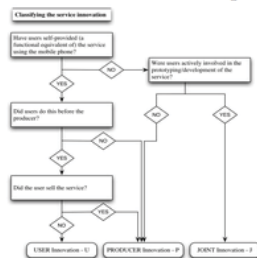 Classifying the service innovation
Have users self-provided (a
functional equivalent of) the service
using the mobile phone?
NO
Were users actively involved in the
prototyping/development of the
service?
YES
NO
YES
Did users do this before the
producer?
NO
YES
Did the user sell the service?
YES
NO
USER Innovation - U
PRODUCER Innovation - P
JOINT Innovation - J